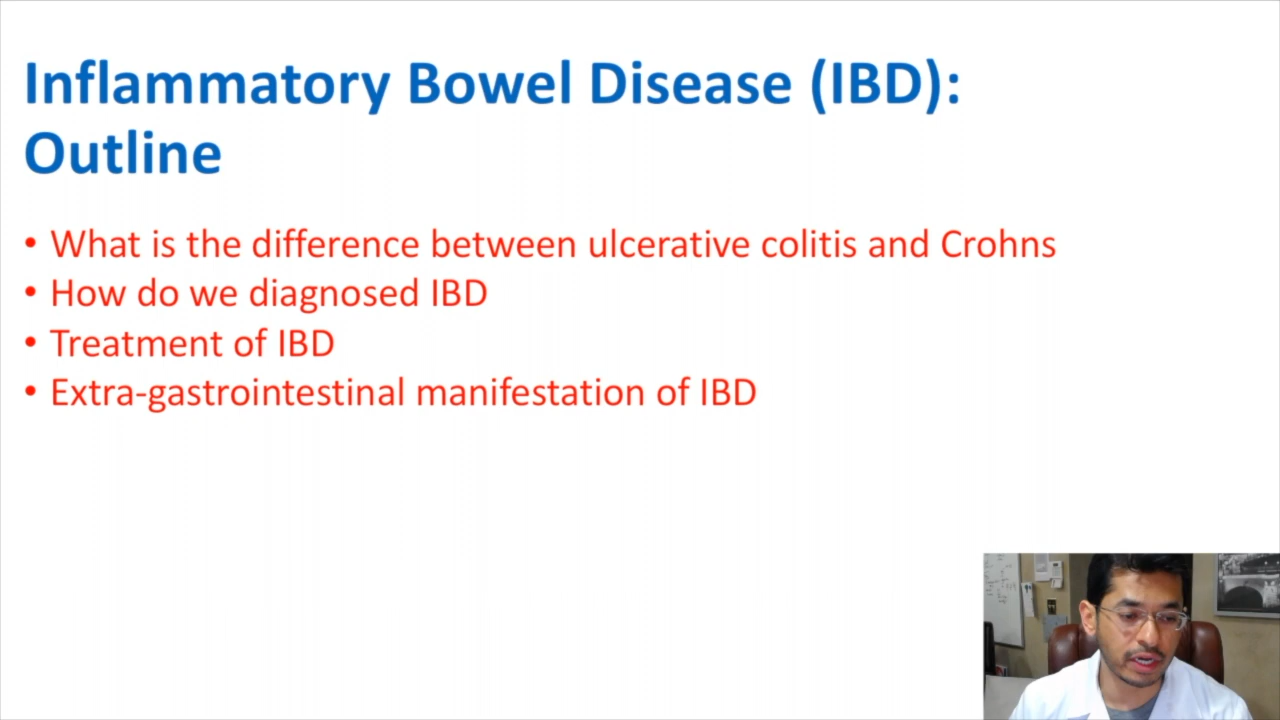 Inflammatory Bowel Disease (IBD):
Outline
• What is the difference between ulcerative colitis and Crohns
• How do we diagnosed IBD
• Treatment of IBD
• Extra-gastrointestinal manifestation of IBD